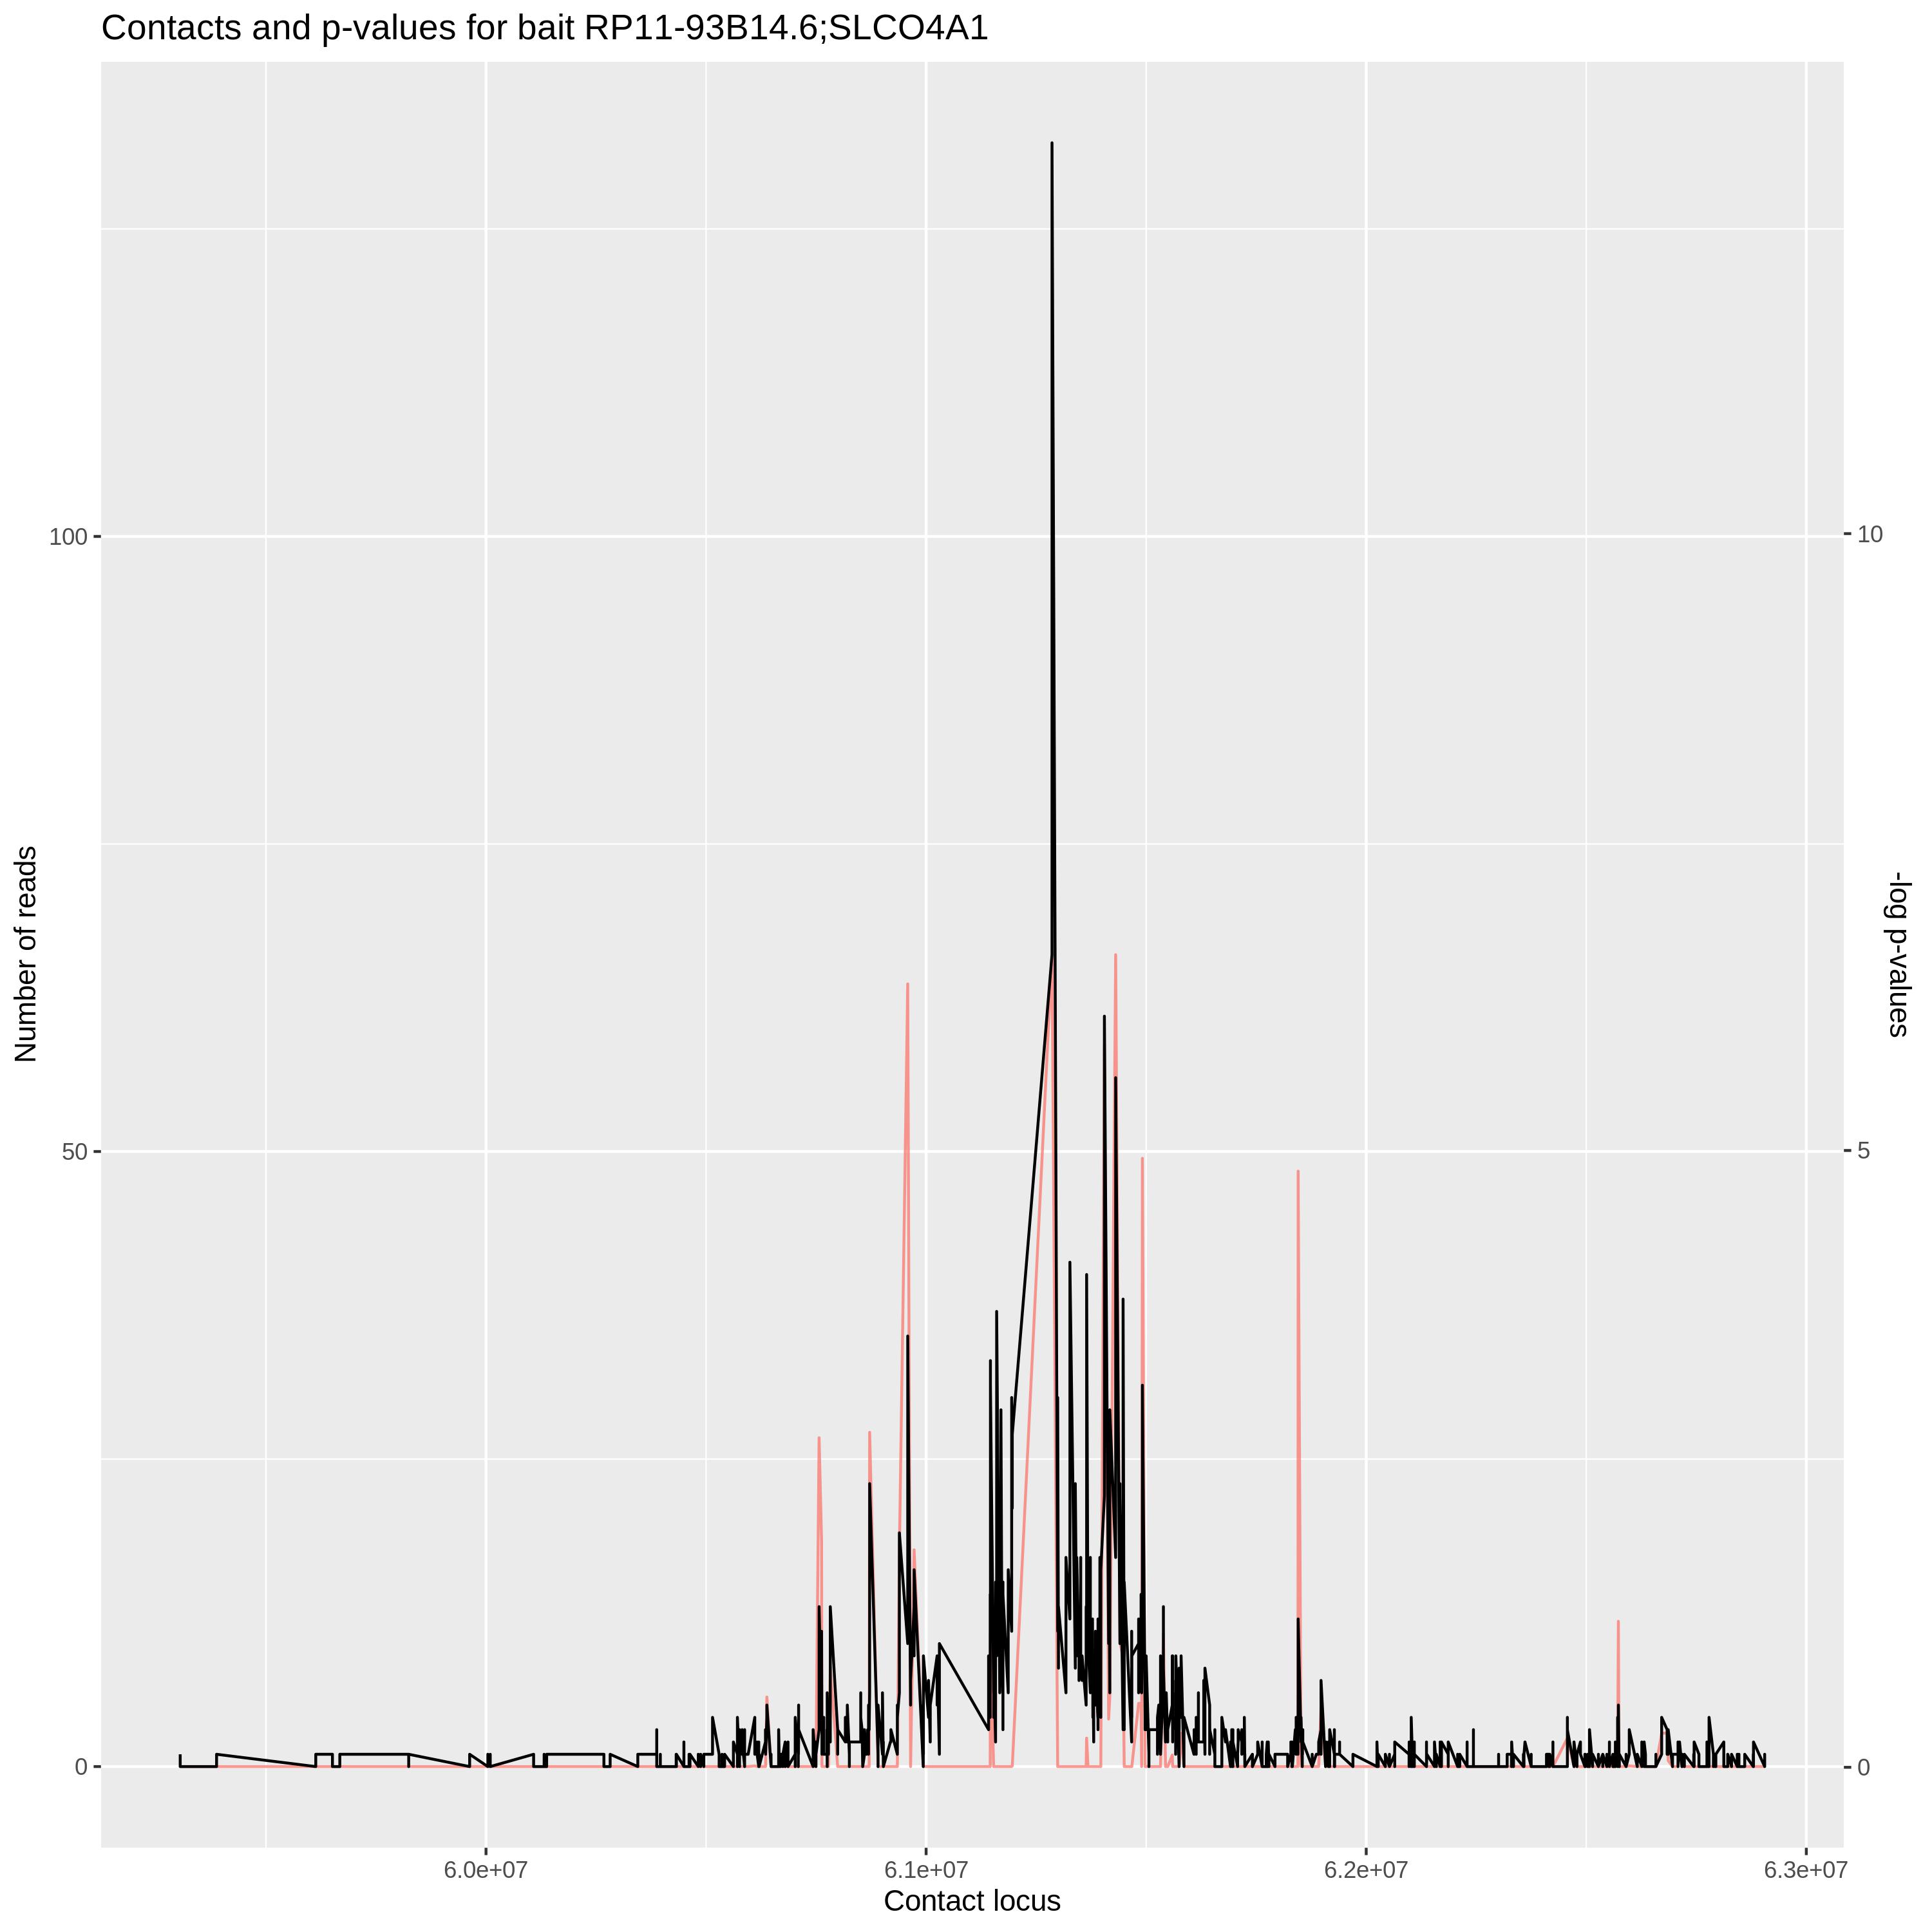 Contacts and p-values for bait RP11-93B14.6;SLCO4A1
Number of reads
100
50
0
10
5
0
-log p-values
6.0e+07
6.1e+07
6.2e+07
6.3e+07
Contact locus